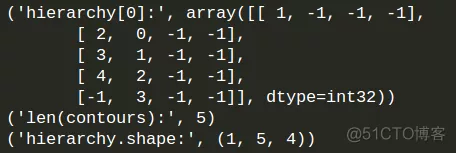 ('hierarchy[0]:', array([[ 1, -1, -1, -1],
       [ 2,  0, -1, -1],
       [ 3,  1, -1, -1],
       [ 4,  2, -1, -1],
       [-1,  3, -1, -1]], dtype=int32))
('len(contours):', 5)
('hierarchy.shape:', (1, 5, 4))
@51CTO博客